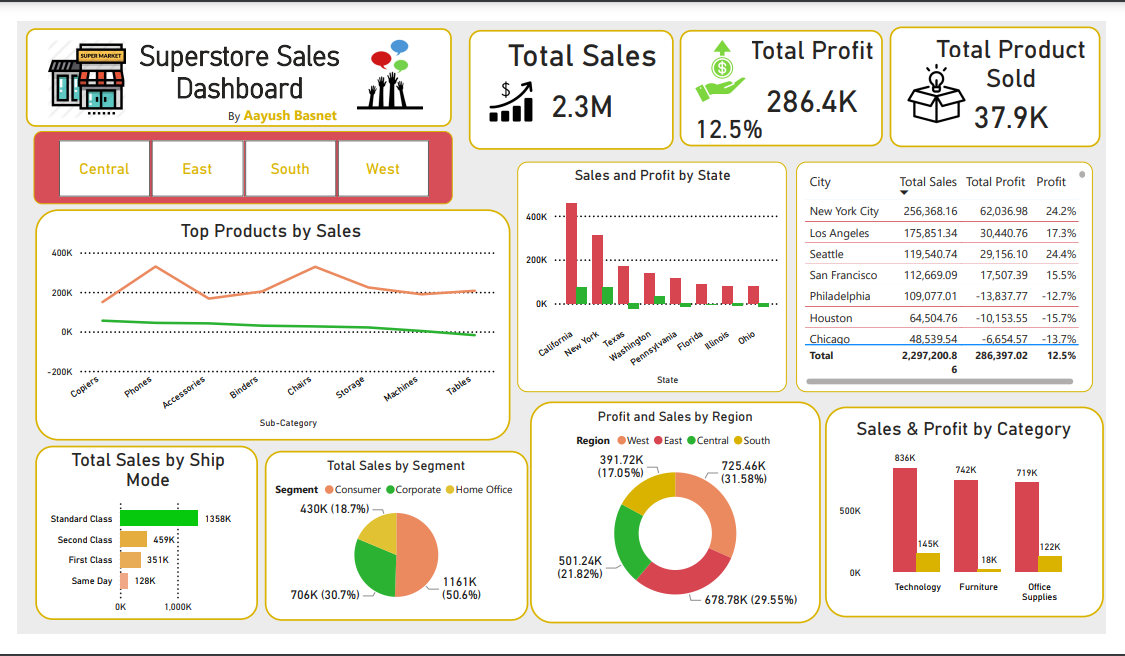 SUPER MARKET
Superstore Sales
Dashboard
By Aayush Basnet
Total Sales
$
2.3M
$
Total Profit
286.4K
12.5%
Total Product
Sold
37.9K
Central
East
South
West
Top Products by Sales
400K
200K
0K
-200K
Copiers
Phones
Accessories
Binders
Chairs
Storage
Machines
Tables
Sub-Category
Sales and Profit by State
400K
200K
0K
California
New York
Texas
Washington
Pennsylvania
Florida
Illinois
Ohio
State
City Total Sales Total Profit Profit
New York City 256,368.16 62,036.98 24.2%
Los Angeles 175,851.34 30,440.76 17.3%
Seattle 119,540.74 29,156.10 24.4%
San Francisco 112,669.09 17,507.39 15.5%
Philadelphia 109,077.01 -13,837.77 -12.7%
Houston 64,504.76 -10,153.55 -15.7%
Chicago 48,539.54 -6,654.57 -13.7%
Total 2,297,200.8 286,397.02 12.5%
6
Total Sales by Ship
Mode
Standard Class 1358K
Second Class 459K
First Class 351K
Same Day 128K
0K 1,000K
Total Sales by Segment
Segment Consumer Corporate Home Office
430K (18.7%)
706K (30.7%)
1161K
(50.6%)
Profit and Sales by Region
Region West East Central South
391.72K
(17.05%)
725.46K
(31.58%)
501.24K
(21.82%)
678.78K (29.55%)
Sales & Profit by Category
836K
742K
719K
500K
145K
18K
122K
0K
Technology
Furniture
Office
Supplies